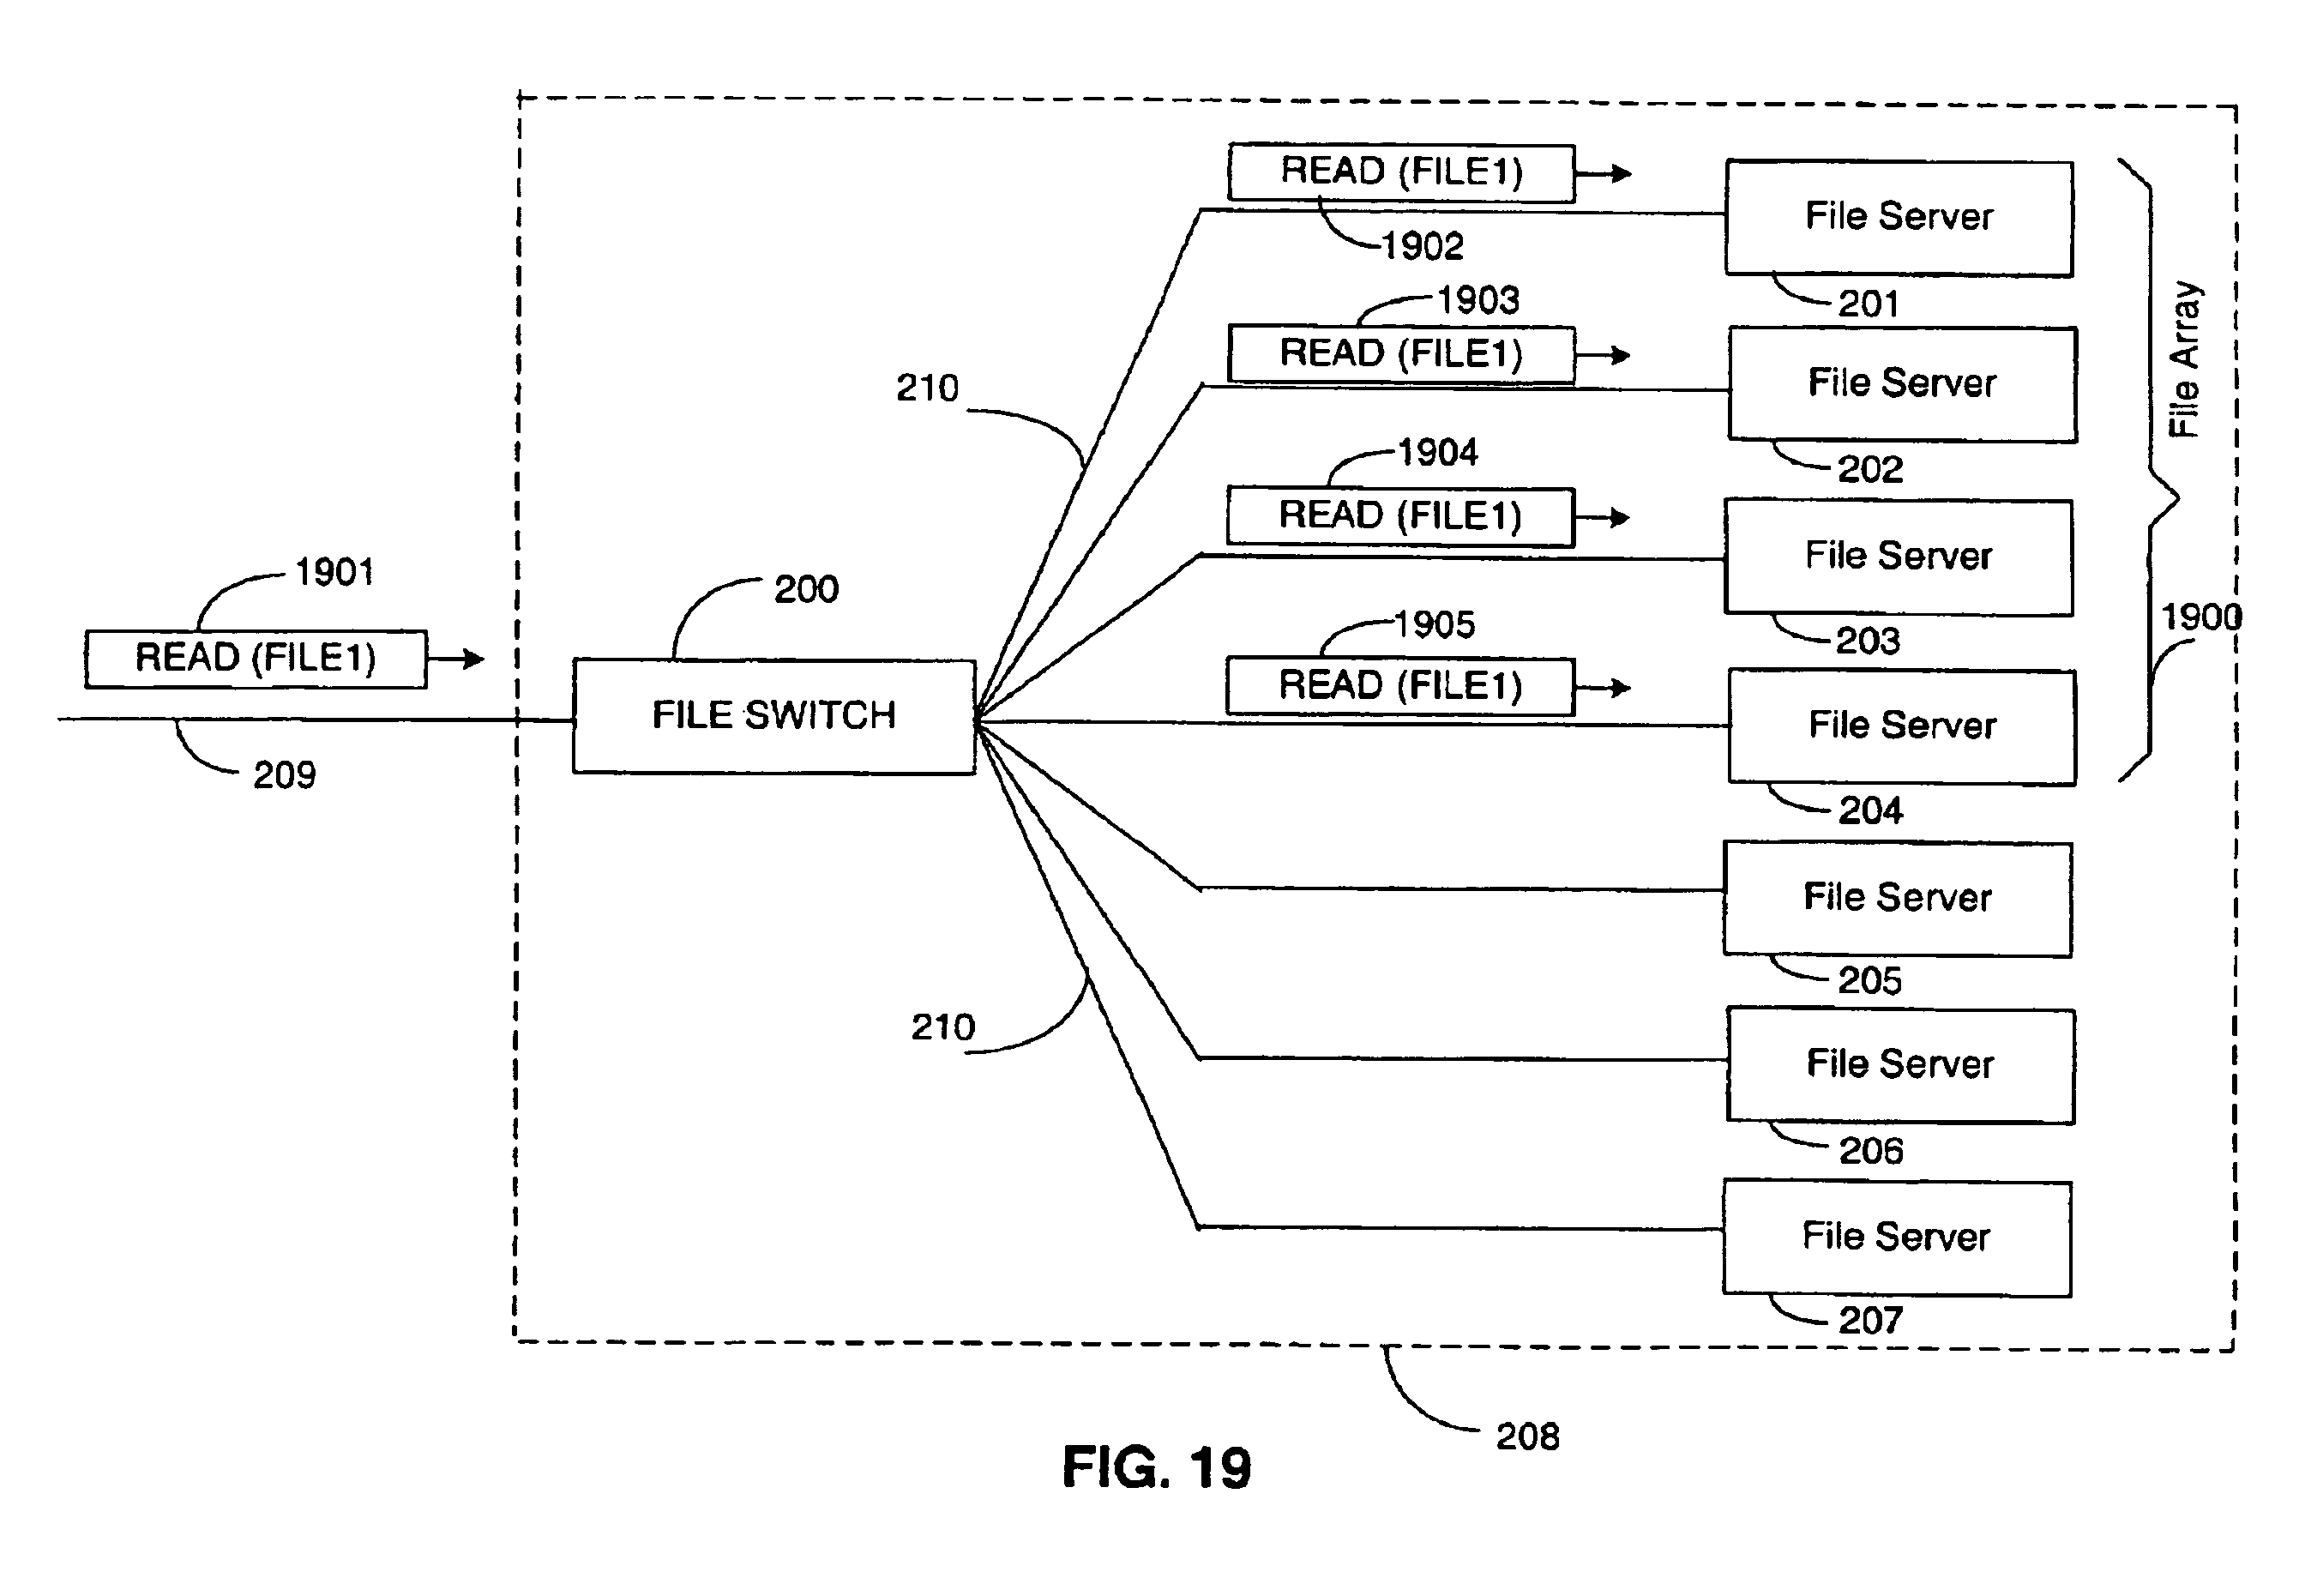 READ (FILE1)
File Server
1902
201
1903
READ (FILE1)
File Server
210
202
File Array
1904
READ (FILE1)
File Server
1901
200
1905
203
1900
READ (FILE1)
FILE SWITCH
READ (FILE1)
File Server
209
204
File Server
205
210
File Server
206
File Server
207
208
FIG. 19